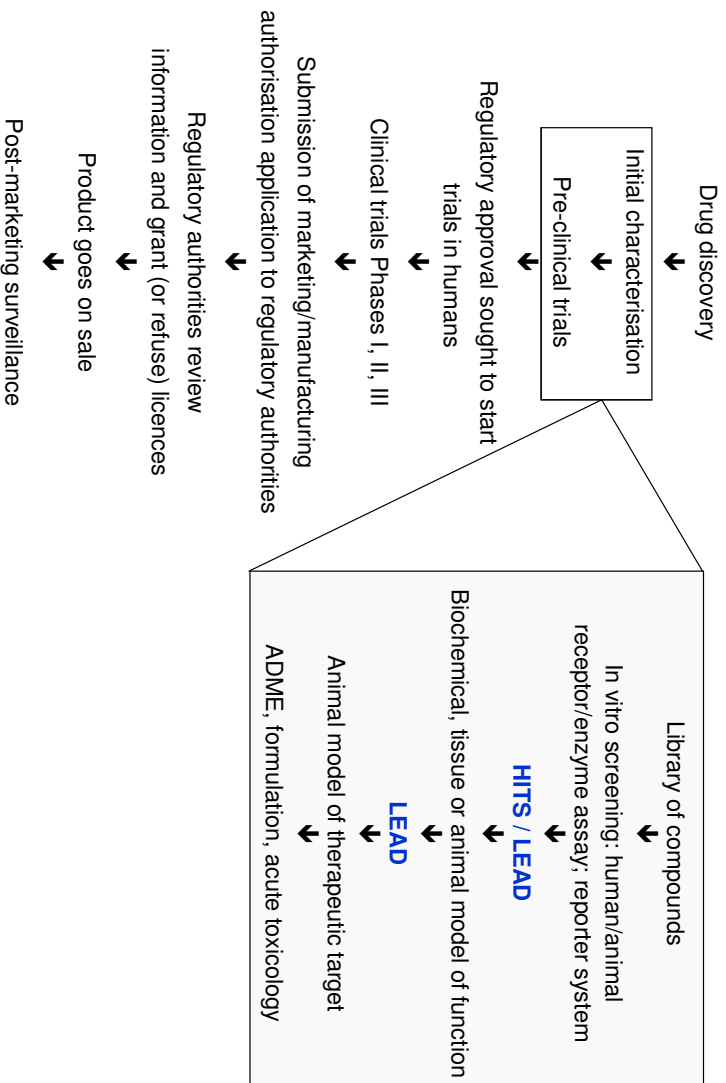 Drug discovery
Initial characterisation
Pre-clinical trials
Regulatory approval sought to start
trials in humans
Clinical trials Phases I, II, III
Submission of marketing/manufacturing
authorisation application to regulatory authorities
Regulatory authorities review
information and grant (or refuse) licences
Product goes on sale
Post-marketing surveillance
Library of compounds
In vitro screening: human/animal
receptor/enzyme assay; reporter system
HITS / LEAD
Biochemical, tissue or animal model of function
LEAD
Animal model of therapeutic target
ADME, formulation, acute toxicology